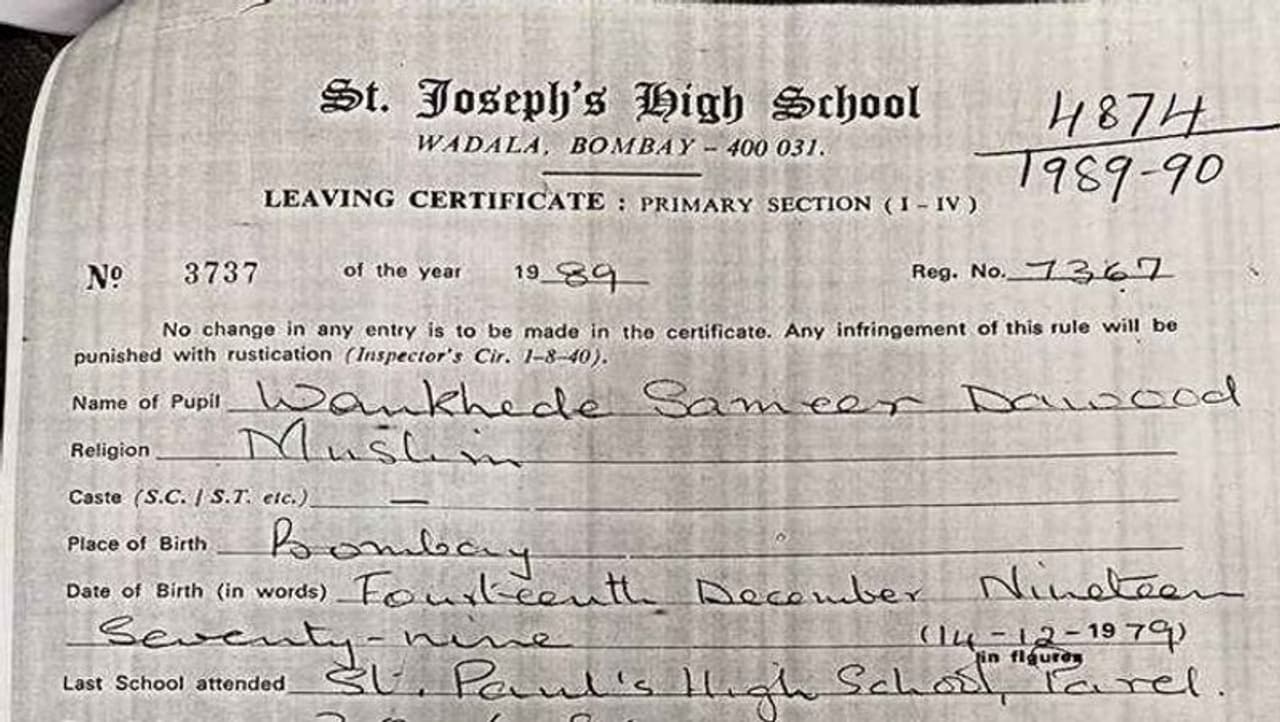 St. Joseph's High School
WADALA, BOMBAY – 400 031.
4874
1989-90
LEAVING CERTIFICATE : PRIMARY SECTION ( I – IV )
No 3737 of the year 19 89 Reg. No. 7367
No change in any entry is to be made in the certificate. Any infringement of this rule will be
punished with rustication (Inspector's Cir. 1–8–40).
Name of Pupil Wankhede Sameer Dawood
Religion Muslim
Caste (S.C. / S.T. etc.) —
Place of Birth Bombay
Date of Birth (in words) Fourteenth December Nineteen
Seventy-nine (14-12-1979)
in figures
Last School attended St. Paul's High School, Parel.